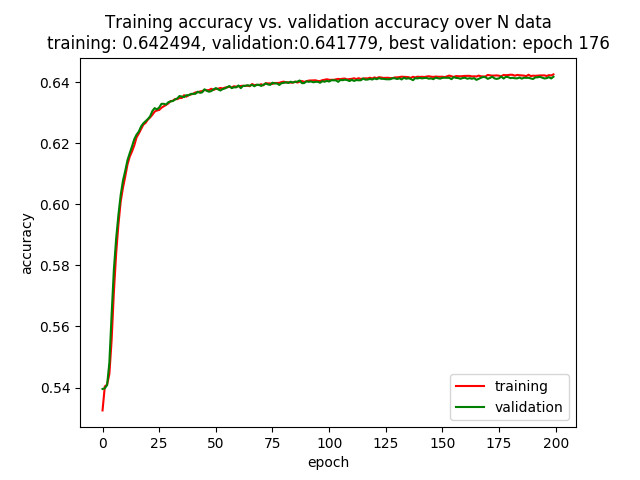 Training accuracy vs. validation accuracy over N data
training: 0.642494, validation:0.641779, best validation: epoch 176
0.64
0.62
0.60
0.58
0.56
0.54
accuracy
training
validation
0 25 50 75 100 125 150 175 200
epoch